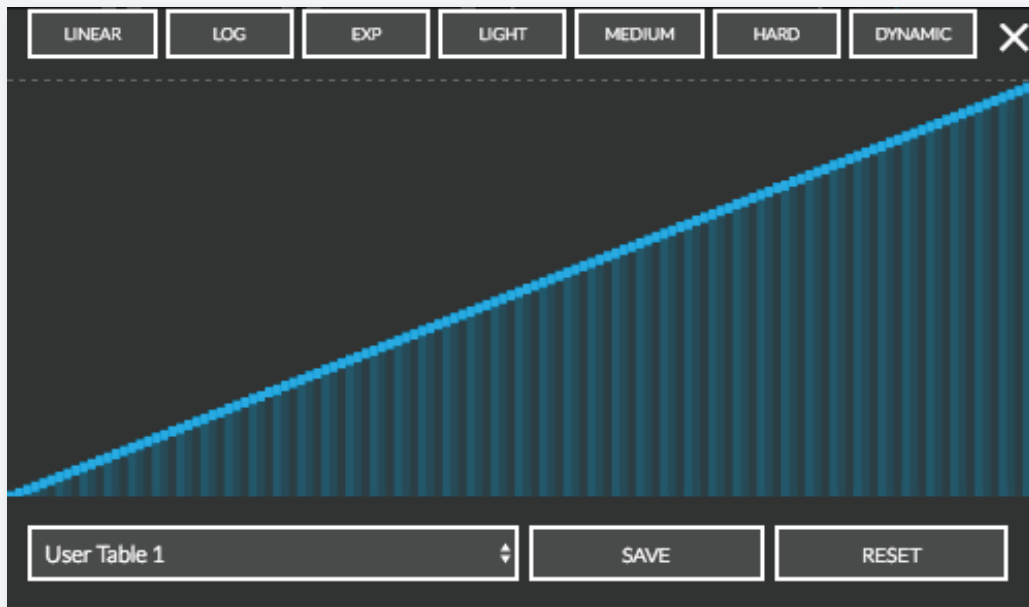 LINEAR LOG EXP LIGHT MEDIUM HARD DYNAMIC
User Table 1 SAVE RESET